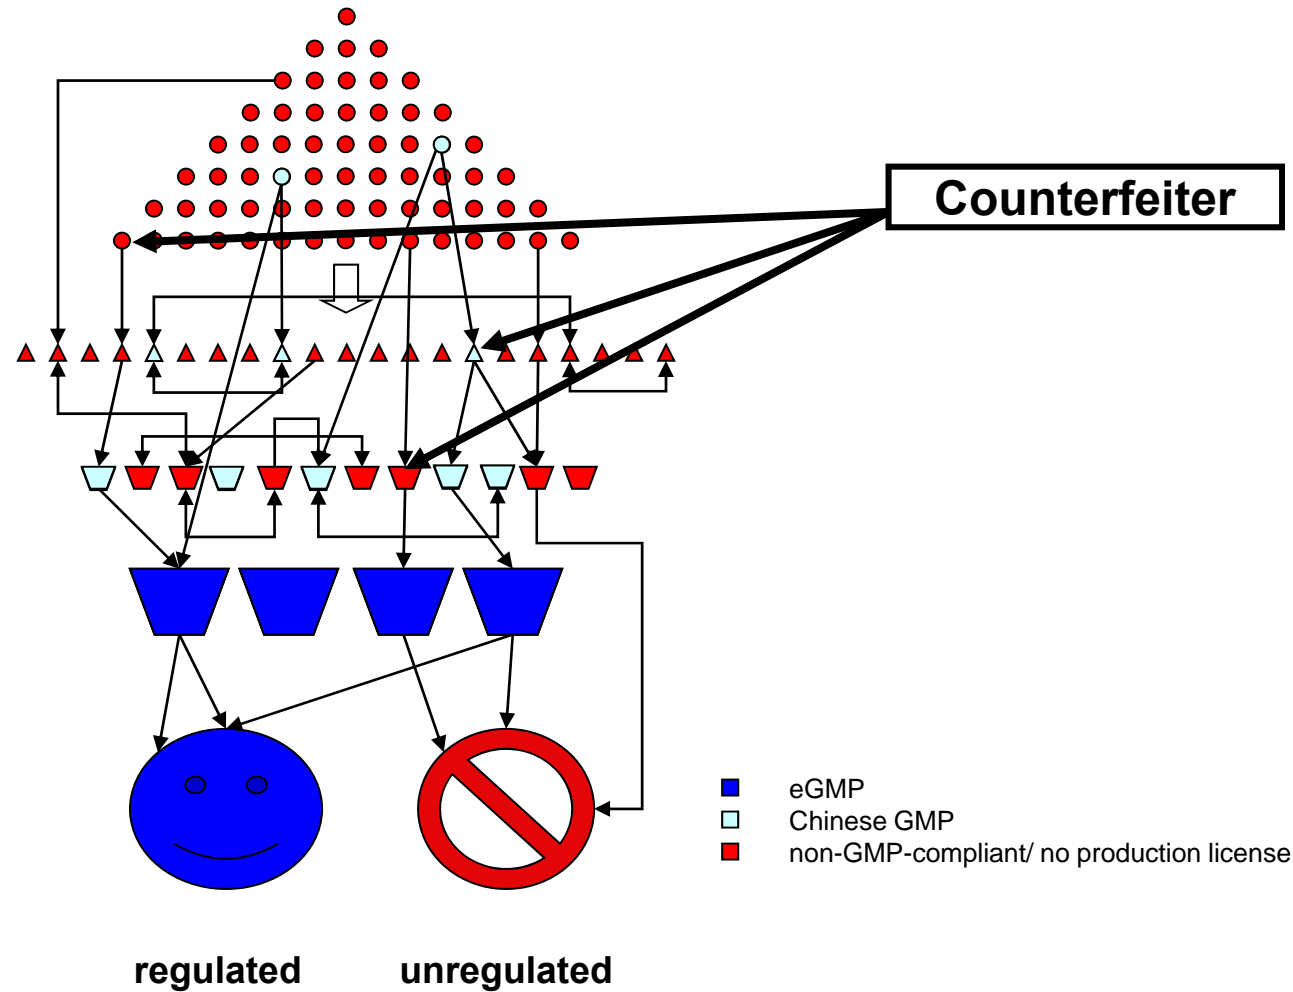 Counterfeiter
eGMP
Chinese GMP
non-GMP-compliant/ no production license
regulated
unregulated